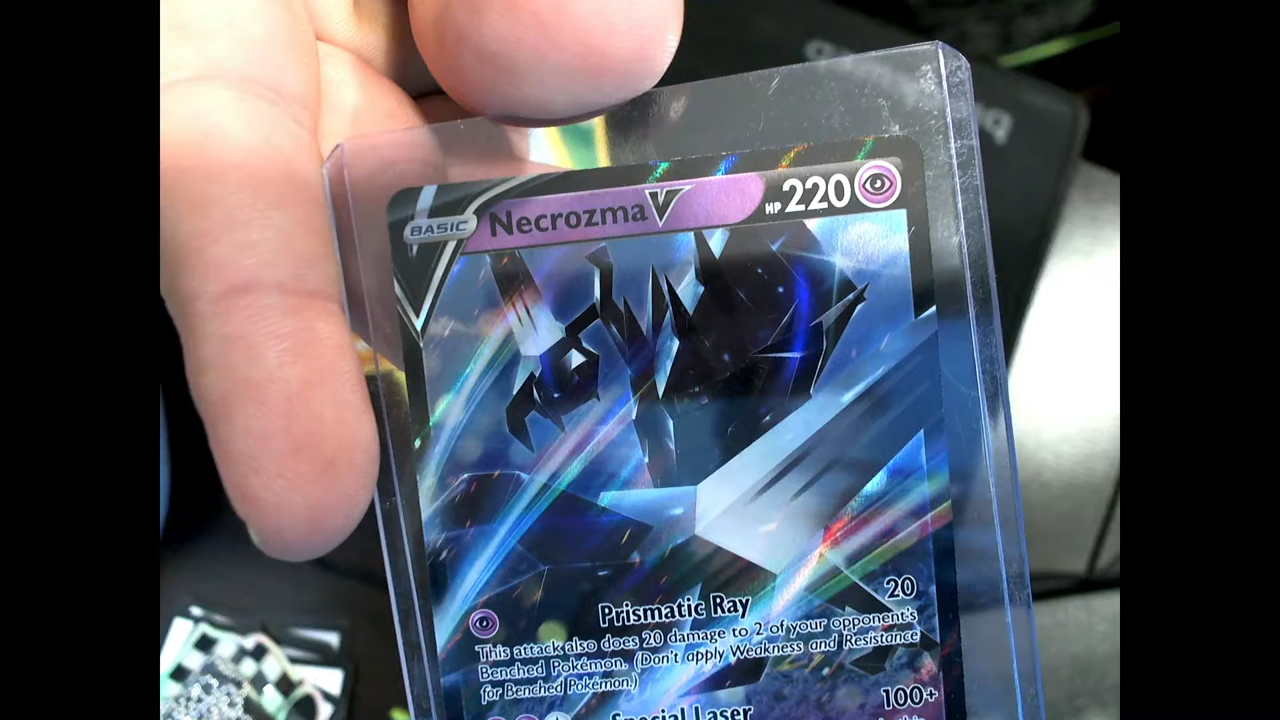 BASIC Necrozma V HP 220
Prismatic Ray 20
This attack also does 20 damage to 2 of your opponent's
Benched Pokémon. (Don't apply Weakness and Resistance
for Benched Pokémon.)
Special Laser 100+